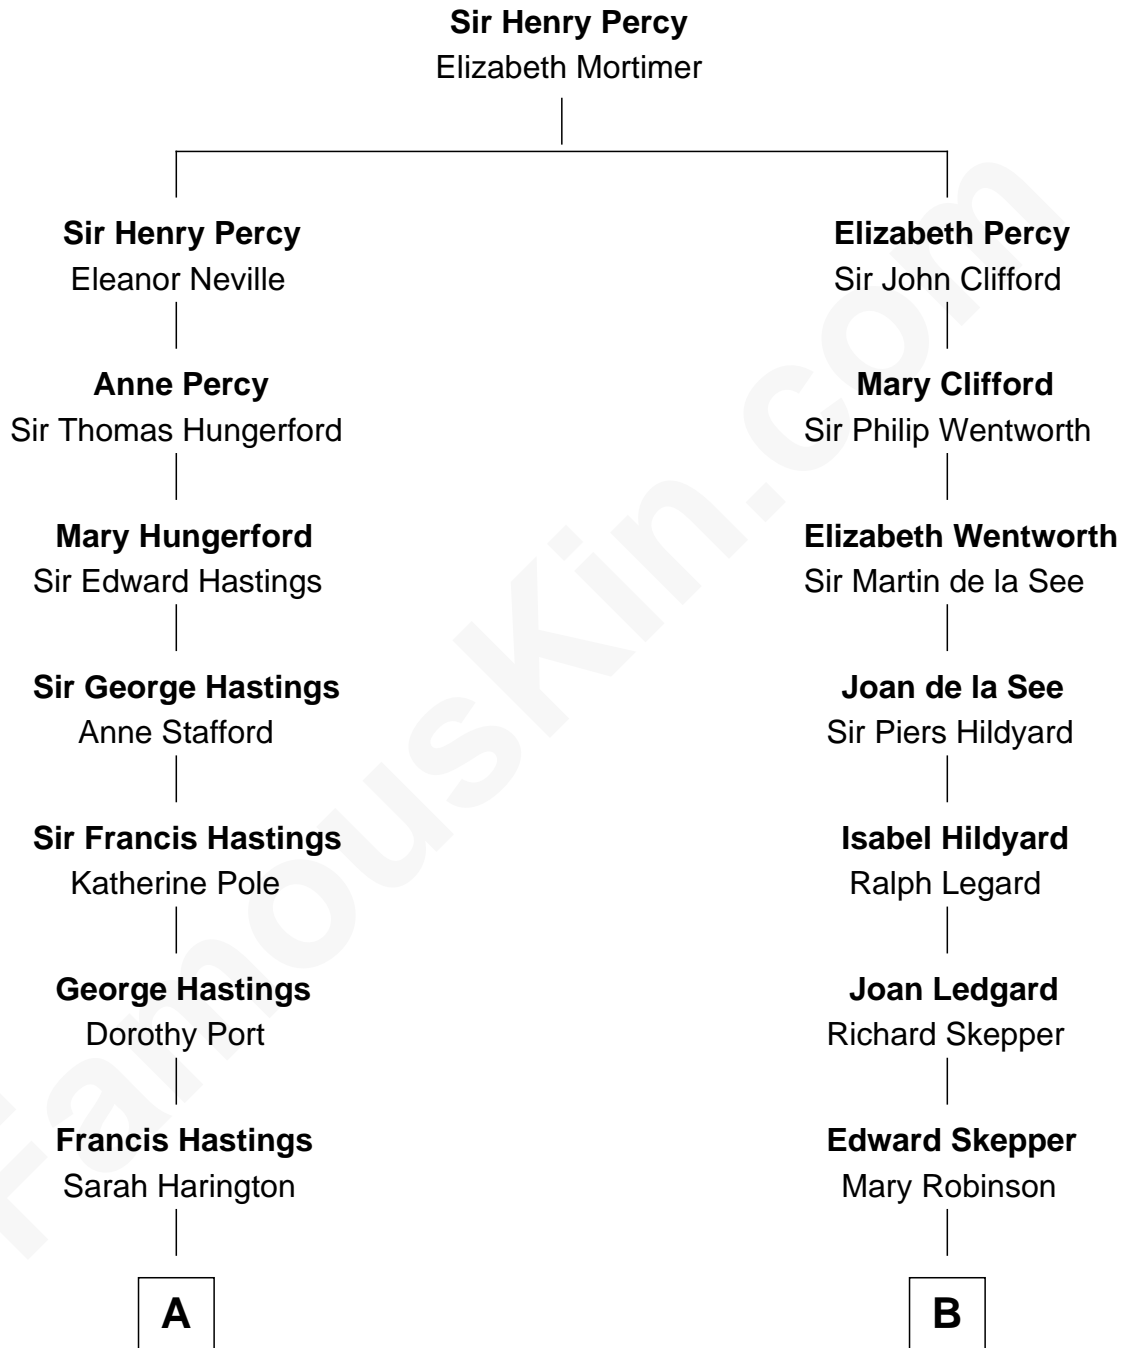 Sir Henry Percy
Elizabeth Mortimer
Sir Henry Percy
Eleanor Neville
Elizabeth Percy
Sir John Clifford
Anne Percy
Sir Thomas Hungerford
Mary Clifford
Sir Philip Wentworth
Mary Hungerford
Sir Edward Hastings
Elizabeth Wentworth
Sir Martin de la See
Sir George Hastings
Anne Stafford
Joan de la See
Sir Piers Hildyard
Sir Francis Hastings
Katherine Pole
Isabel Hildyard
Ralph Legard
George Hastings
Dorothy Port
Joan Ledgard
Richard Skepper
Francis Hastings
Sarah Harington
Edward Skepper
Mary Robinson
A
B
FamousKin.com